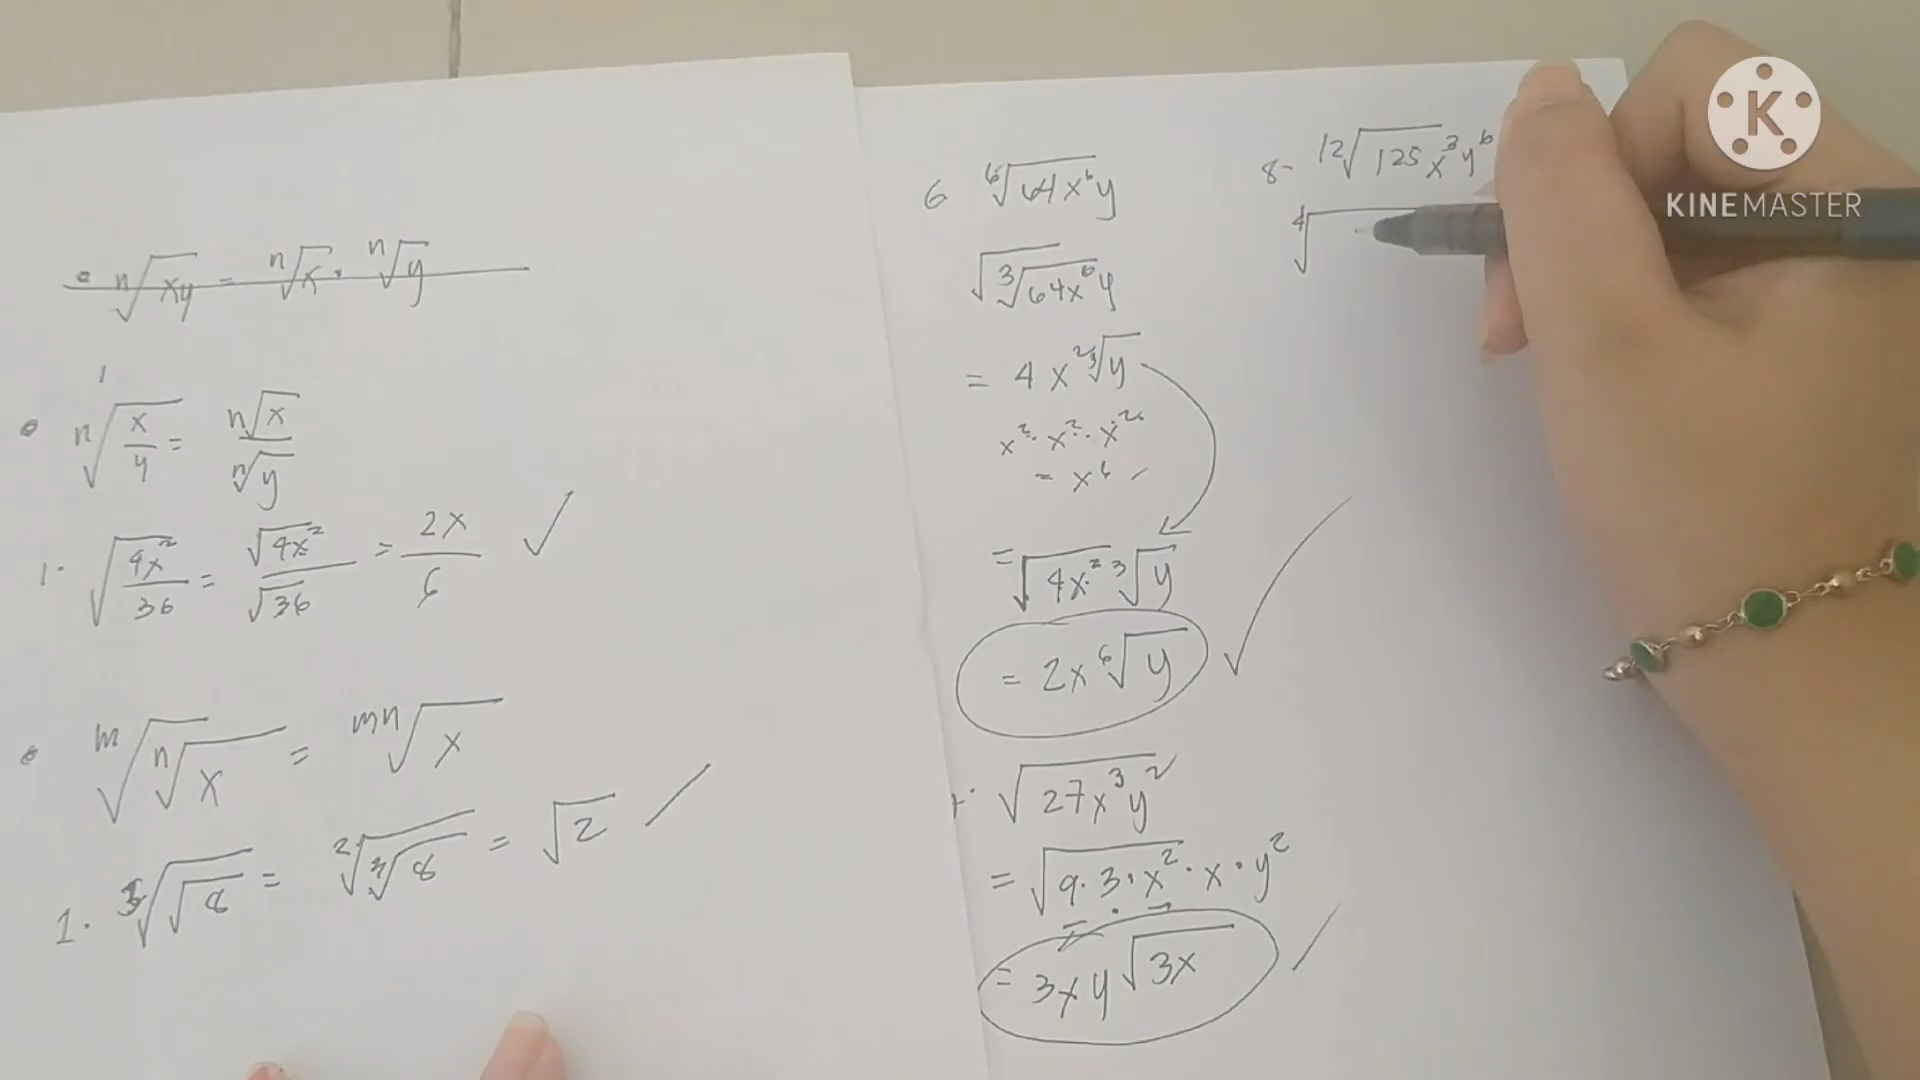 ⁿ√xy = ⁿ√x · ⁿ√y
1
ⁿ√(x/y) = ⁿ√x / ⁿ√y
1. √(4x²/36) = √4x² / √36 = 2x/6 ✓
ᵐ√ⁿ√x = ᵐⁿ√x
1. ³√√8 = ²√³√8 = √2
6 ⁶√64x⁶y
√³√64x⁶y
= 4x² ³√y
x² · x² · x²
= x⁶
= √4x² ³√y
= 2x ⁶√y ✓
√27x³y²
= √9·3·x²·x·y²
= 3xy√3x
8- ¹²√125x³y⁶
⁴√
K
KINEMASTER